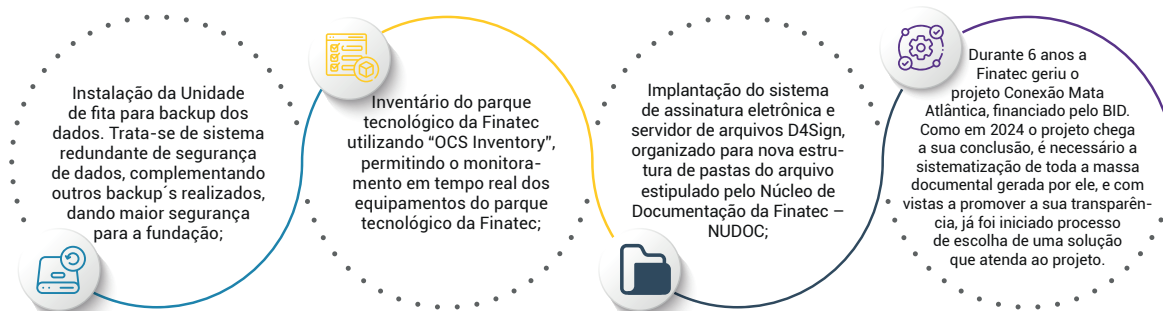 Instalação da Unidade
de fita para backup dos
dados. Trata-se de sistema
redundante de segurança
de dados, complementando
outros backup´s realizados,
dando maior segurança
para a fundação;
Inventário do parque
tecnológico da Finatec
utilizando “OCS Inventory”,
permitindo o monitora-
mento em tempo real dos
equipamentos do parque
tecnológico da Finatec;
Implantação do sistema
de assinatura eletrônica e
servidor de arquivos D4Sign,
organizado para nova estru-
tura de pastas do arquivo
estipulado pelo Núcleo de
Documentação da Finatec –
NUDOC;
Durante 6 anos a
Finatec geriu o
projeto Conexão Mata
Atlântica, financiado pelo BID.
Como em 2024 o projeto chega
a sua conclusão, é necessário a
sistematização de toda a massa
documental gerada por ele, e com
vistas a promover a sua transparên-
cia, já foi iniciado processo
de escolha de uma solução
que atenda ao projeto.